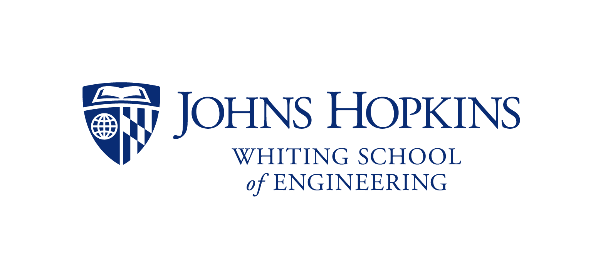 JOHNS HOPKINS
WHITING SCHOOL
of ENGINEERING